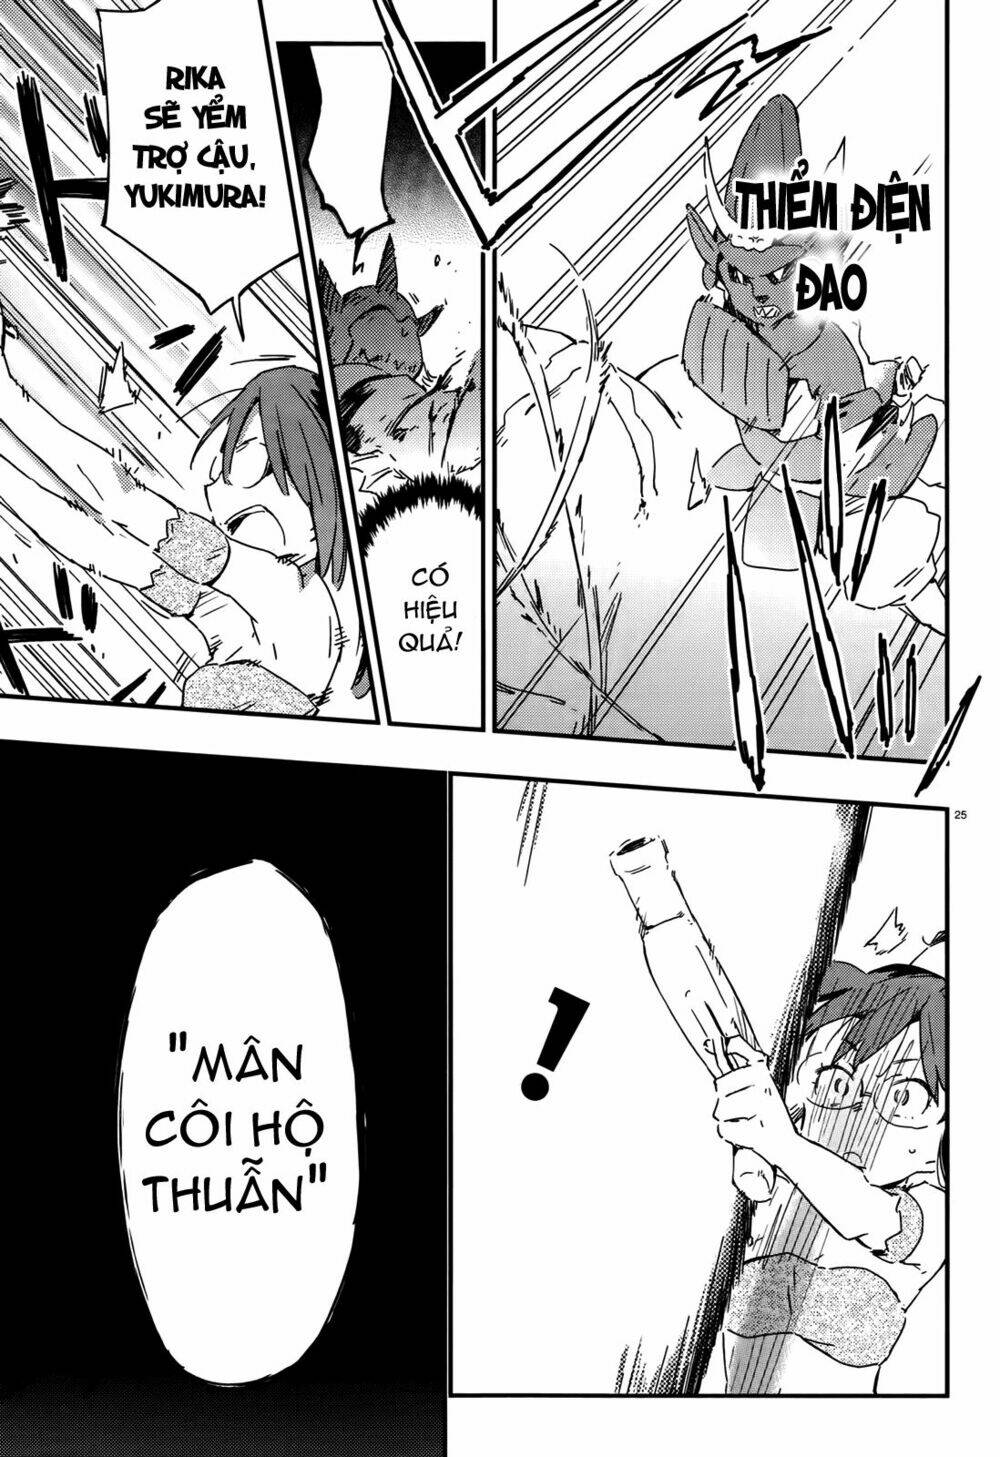 THIỂM ĐIỆN
ĐAO
CÓ
HIỆU
QUẢ!
RIKA
SẼ YỂM
TRỢ CẬU,
YUKIMURA!
25
!
"MÂN
CÔI HỘ
THUẪN"